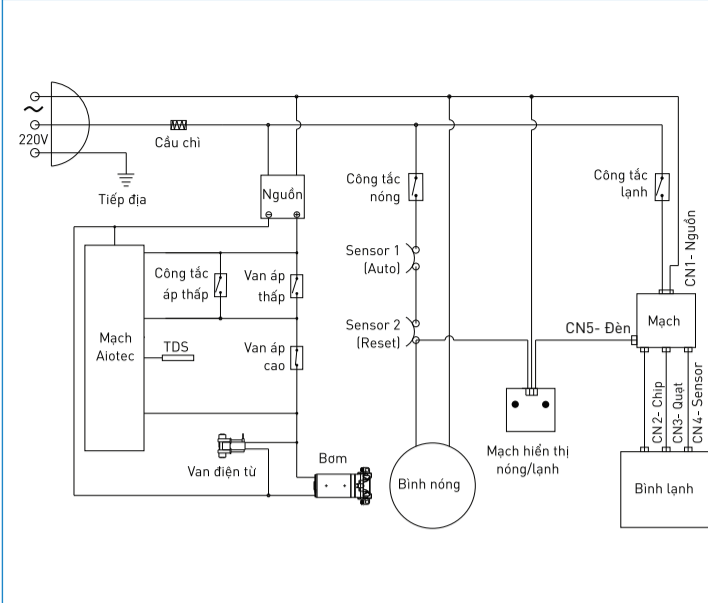 ~
220V
Cầu chì
Tiếp địa
Nguồn
Công tắc
nóng
Công tắc
lạnh
CN1- Nguồn
Sensor 1
(Auto)
Công tắc
áp thấp
Van áp
thấp
Sensor 2
(Reset)
CN5- Đèn
Mạch
Mạch
Aiotec
TDS
Van áp
cao
CN2- Chip
CN3- Quạt
CN4- Sensor
Mạch hiển thị
nóng/lạnh
Van điện từ
Bơm
Bình nóng
Bình lạnh